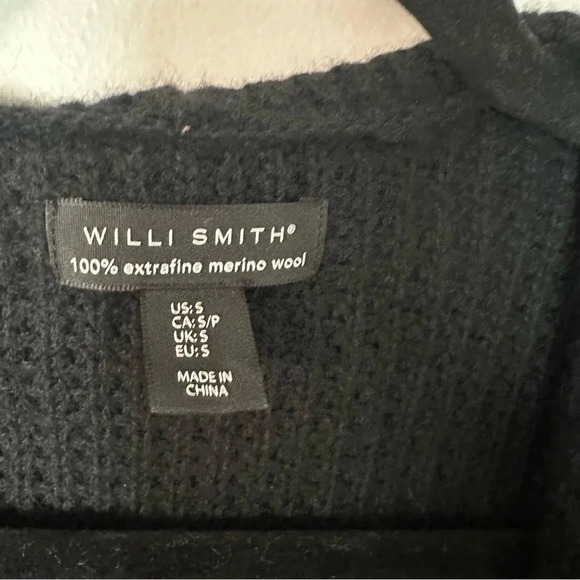 WILLI SMITH®
100% extrafine merino wool
US: S
CA: S/P
UK: S
EU: S
MADE IN
CHINA